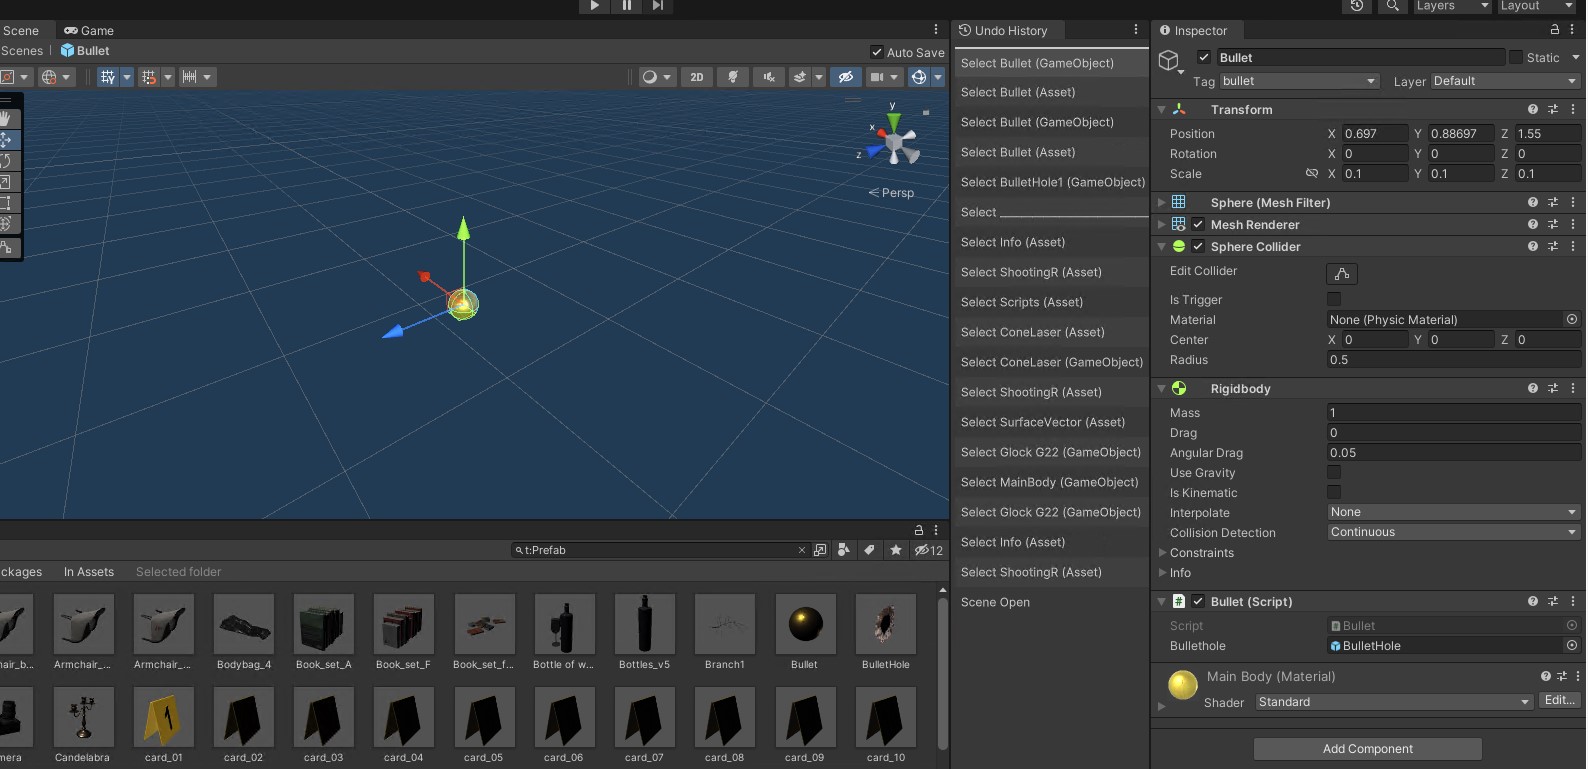 Layers
Layout
Scene
Game
Scenes
Bullet
Auto Save
2D
y
x
z
Persp
Undo History
Select Bullet (GameObject)
Select Bullet (Asset)
Select Bullet (GameObject)
Select Bullet (Asset)
Select BulletHole1 (GameObject)
Select ____________________
Select Info (Asset)
Select ShootingR (Asset)
Select Scripts (Asset)
Select ConeLaser (Asset)
Select ConeLaser (GameObject)
Select ShootingR (Asset)
Select SurfaceVector (Asset)
Select Glock G22 (GameObject)
Select MainBody (GameObject)
Select Glock G22 (GameObject)
Select Info (Asset)
Select ShootingR (Asset)
Scene Open
Inspector
Bullet
Static
Tag bullet Layer Default
Transform
Position X 0.697 Y 0.88697 Z 1.55
Rotation X 0 Y 0 Z 0
Scale X 0.1 Y 0.1 Z 0.1
Sphere (Mesh Filter)
Mesh Renderer
Sphere Collider
Edit Collider
Is Trigger
Material None (Physic Material)
Center X 0 Y 0 Z 0
Radius 0.5
Rigidbody
Mass 1
Drag 0
Angular Drag 0.05
Use Gravity
Is Kinematic
Interpolate None
Collision Detection Continuous
Constraints
Info
# Bullet (Script)
Script Bullet
Bullethole BulletHole
Main Body (Material)
Shader Standard Edit...
Add Component
t:Prefab
12
ckages In Assets Selected folder
hair_b... Armchair_... Armchair_... Bodybag_4 Book_set_A Book_set_F Book_set_f... Bottle of w... Bottles_v5 Branch1 Bullet BulletHole
1
mera Candelabra card_01 card_02 card_03 card_04 card_05 card_06 card_07 card_08 card_09 card_10